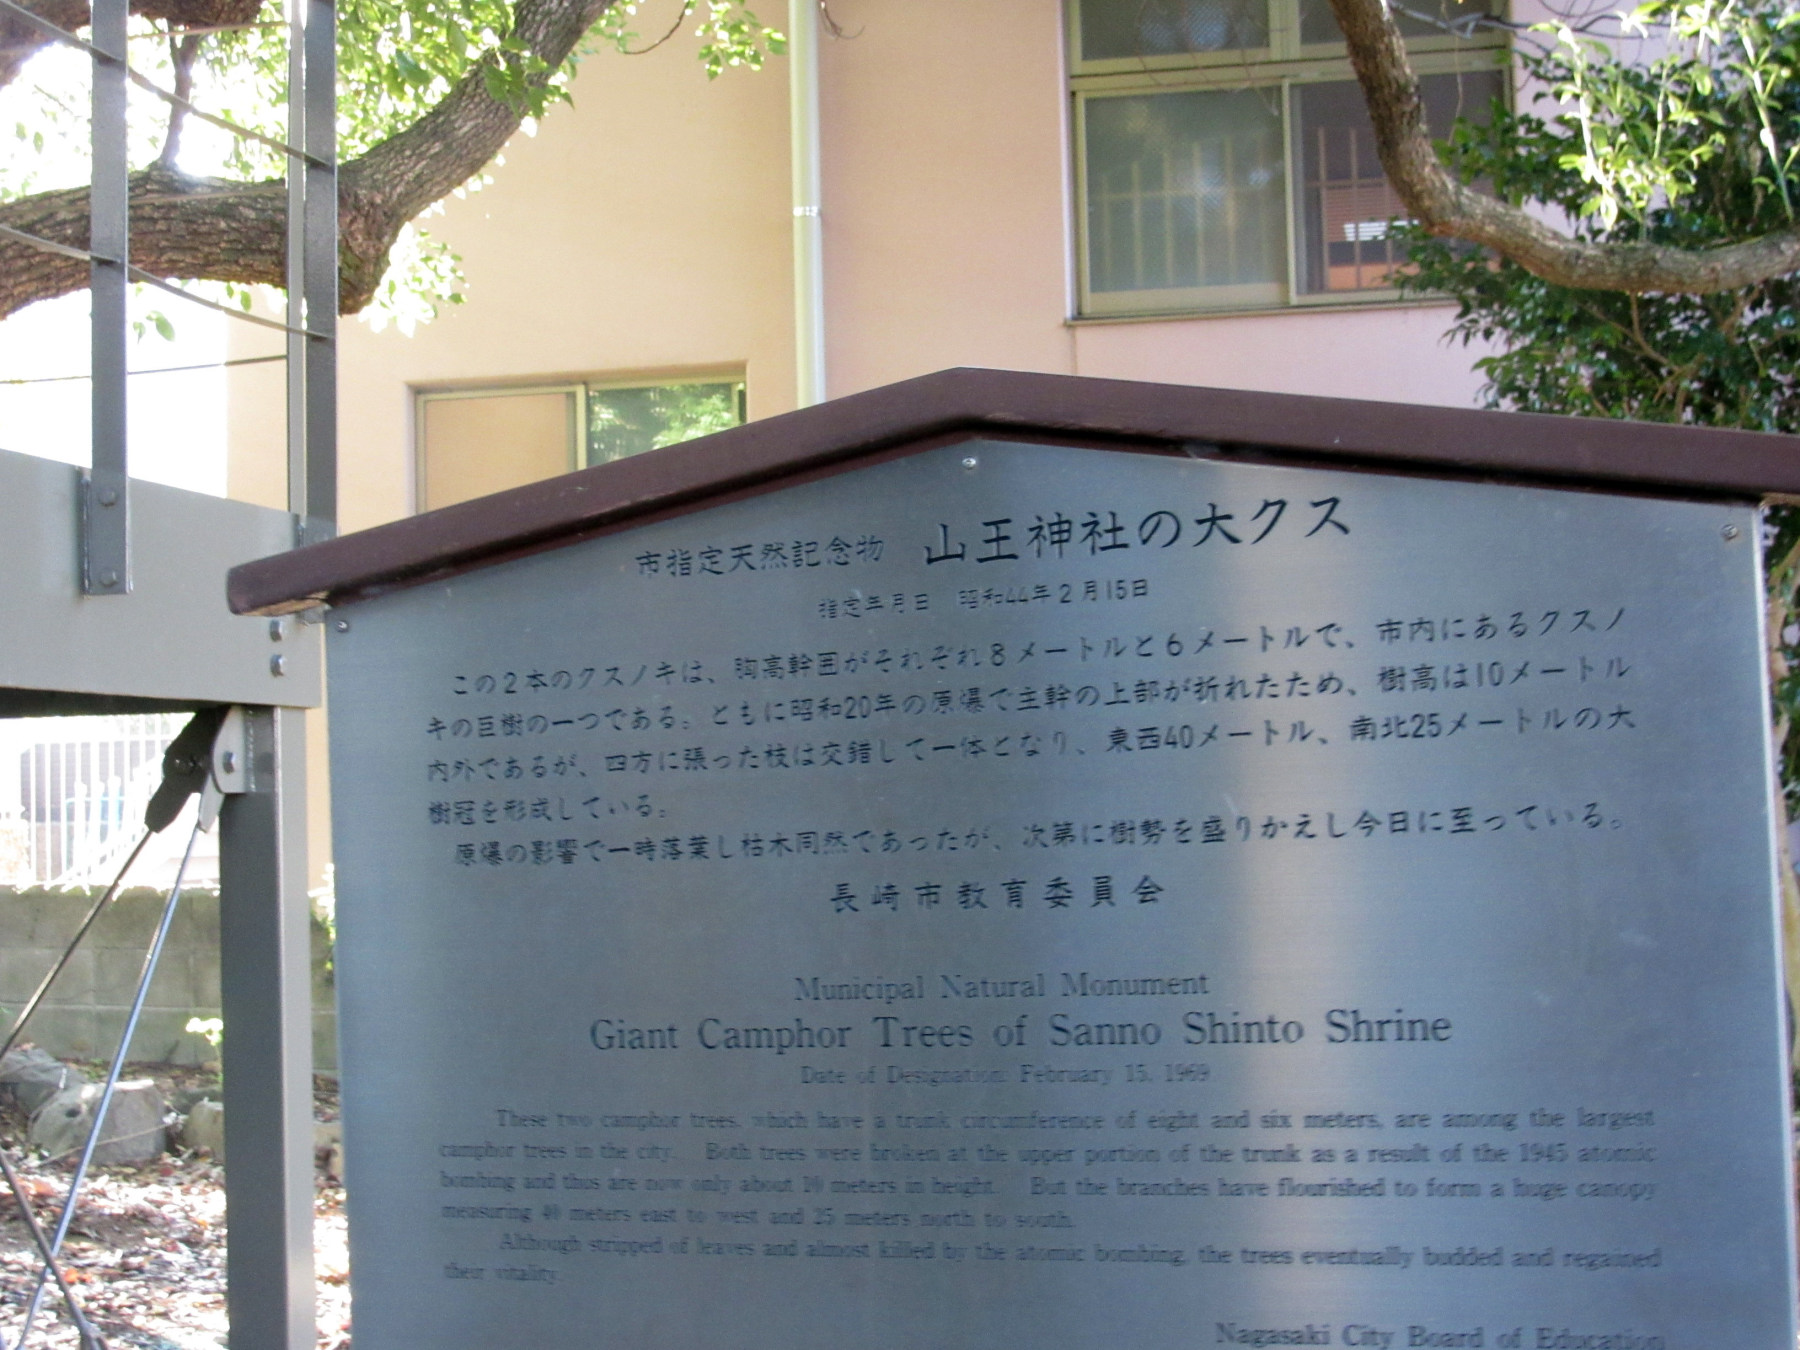 市指定天然記念物 山王神社の大クス
指定年月日 昭和44年2月15日
この2本のクスノキは、胸高幹囲がそれぞれ8メートルと6メートルで、市内にあるクスノ
キの巨樹の一つである。ともに昭和20年の原爆で主幹の上部が折れたため、樹高は10メートル
内外であるが、四方に張った枝は交錯して一体となり、東西40メートル、南北25メートルの大
樹冠を形成している。
原爆の影響で一時落葉し枯木同然であったが、次第に樹勢を盛りかえし今日に至っている。
長崎市教育委員会
Municipal Natural Monument
Giant Camphor Trees of Sanno Shinto Shrine
Date of Designation: February 15, 1969
These two camphor trees, which have a trunk circumference of eight and six meters, are among the largest
camphor trees in the city. Both trees were broken at the upper portion of the trunk as a result of the 1945 atomic
bombing and thus are now only about 10 meters in height. But the branches have flourished to form a huge canopy
measuring 40 meters east to west and 25 meters north to south.
Although stripped of leaves and almost killed by the atomic bombing, the trees eventually budded and regained
their vitality.
Nagasaki City Board of Education